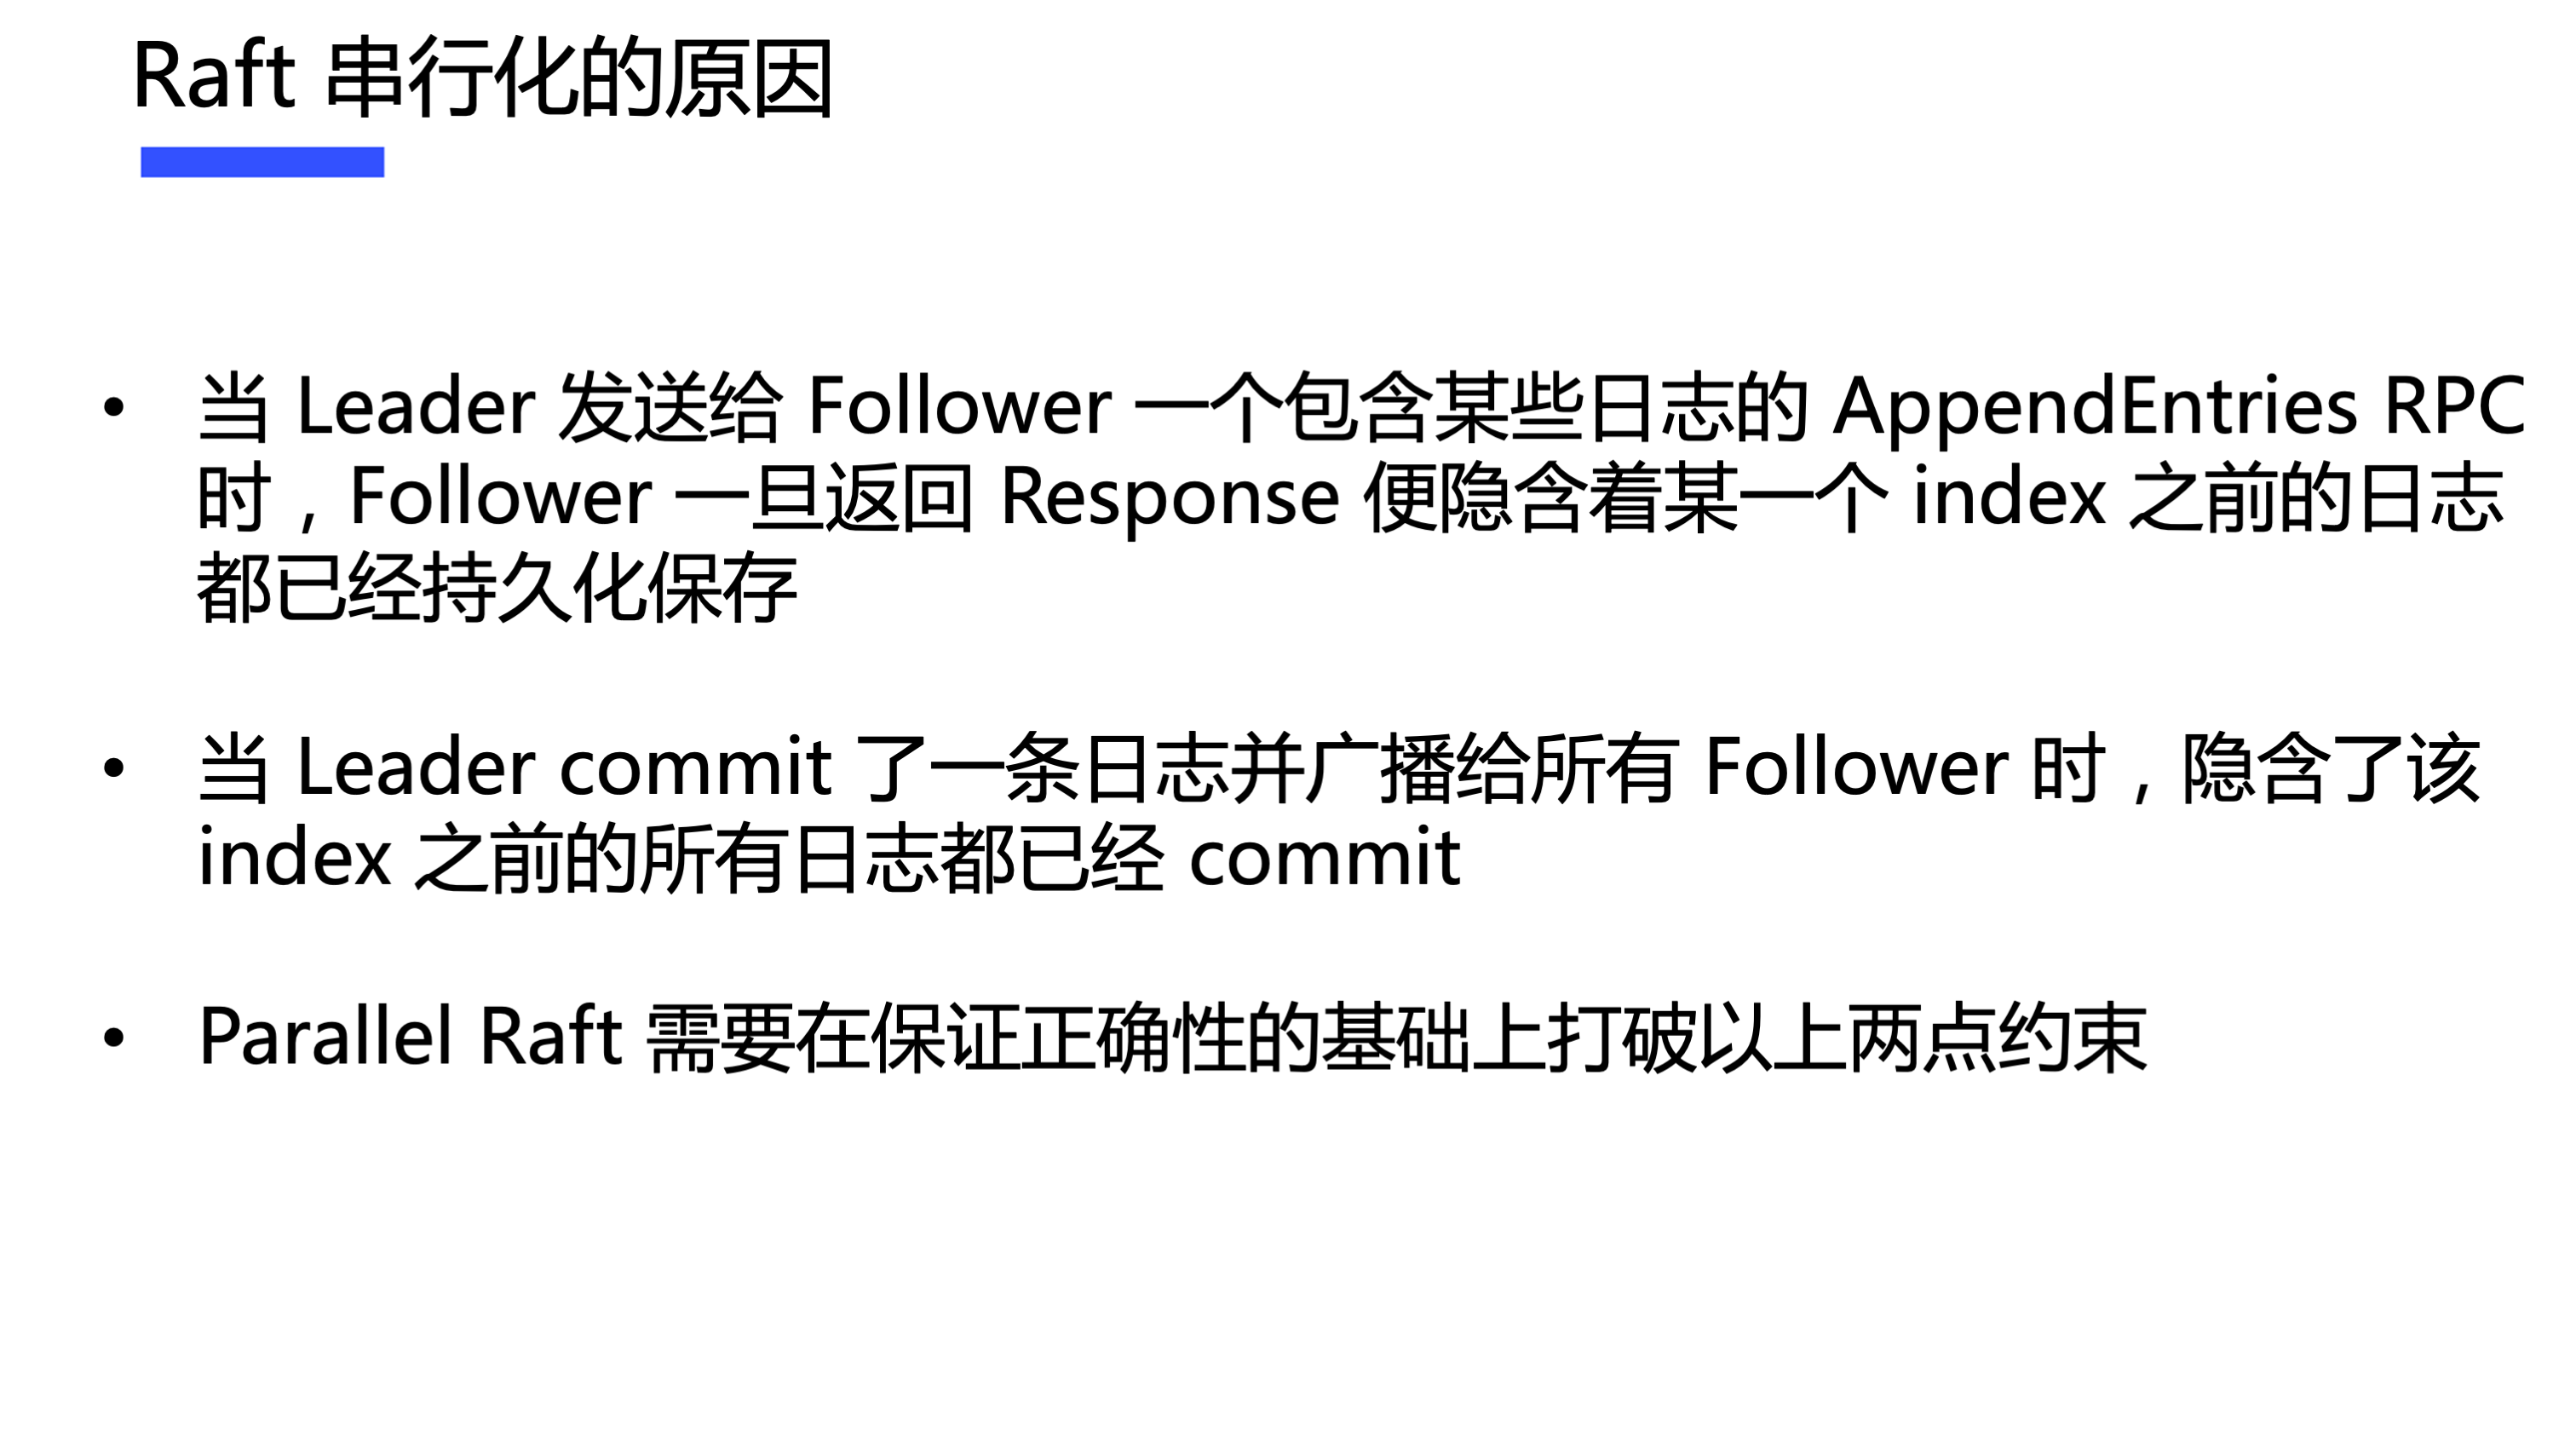 Raft 串行化的原因
• 当 Leader 发送给 Follower 一个包含某些日志的 AppendEntries RPC
时，Follower 一旦返回 Response 便隐含着某一个 index 之前的日志
都已经持久化保存
• 当 Leader commit 了一条日志并广播给所有 Follower 时，隐含了该
index 之前的所有日志都已经 commit
• Parallel Raft 需要在保证正确性的基础上打破以上两点约束